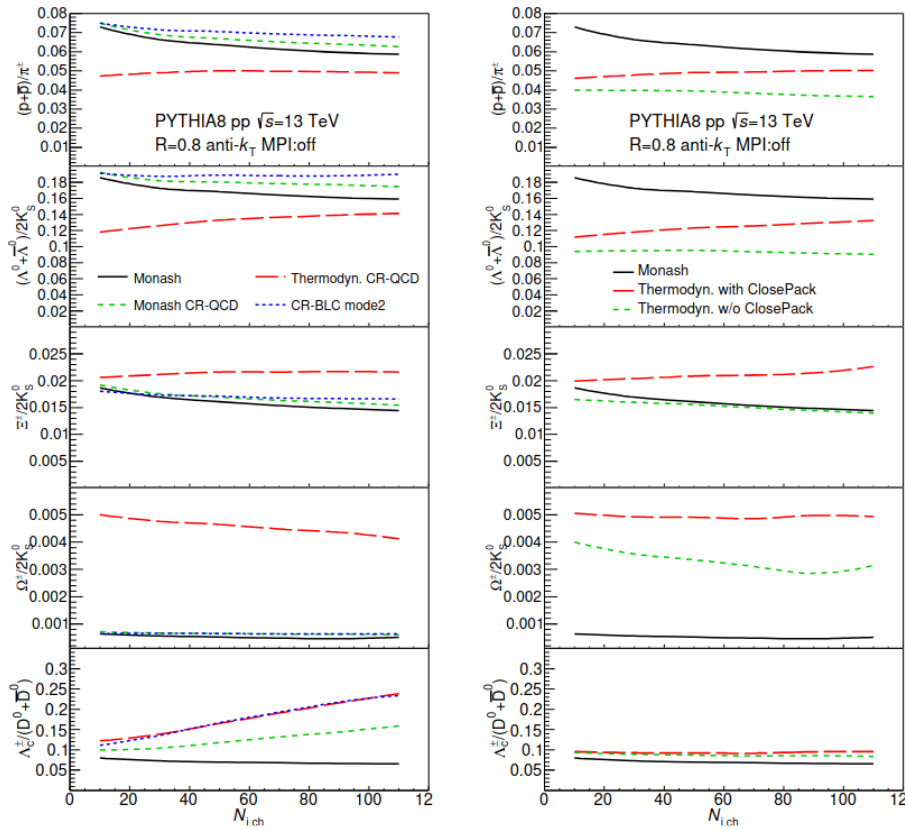 (p+p̄)/π±
0.08
0.07
0.06
0.05
0.04
0.03
0.02
0.01
PYTHIA8 pp √s=13 TeV
R=0.8 anti-kT MPI:off
(Λ⁰+Λ̄⁰)/2K⁰S
0.18
0.16
0.14
0.12
0.1
0.08
0.06
0.04
0.02
0
Monash
Thermodyn. CR-QCD
Monash CR-QCD
CR-BLC mode2
Ξ±/2K⁰S
0.025
0.02
0.015
0.01
0.005
Ω±/2K⁰S
0.005
0.004
0.003
0.002
0.001
Λc±/(D⁰+D̄⁰)
0.3
0.25
0.2
0.15
0.1
0.05
0 20 40 60 80 100 12
Nj,ch
(p+p̄)/π±
0.08
0.07
0.06
0.05
0.04
0.03
0.02
0.01
PYTHIA8 pp √s=13 TeV
R=0.8 anti-kT MPI:off
(Λ⁰+Λ̄⁰)/2K⁰S
0.18
0.16
0.14
0.12
0.1
0.08
0.06
0.04
0.02
0
Monash
Thermodyn. with ClosePack
Thermodyn. w/o ClosePack
Ξ±/2K⁰S
0.025
0.02
0.015
0.01
0.005
Ω±/2K⁰S
0.005
0.004
0.003
0.002
0.001
Λc±/(D⁰+D̄⁰)
0.3
0.25
0.2
0.15
0.1
0.05
0 20 40 60 80 100 12
Nj,ch